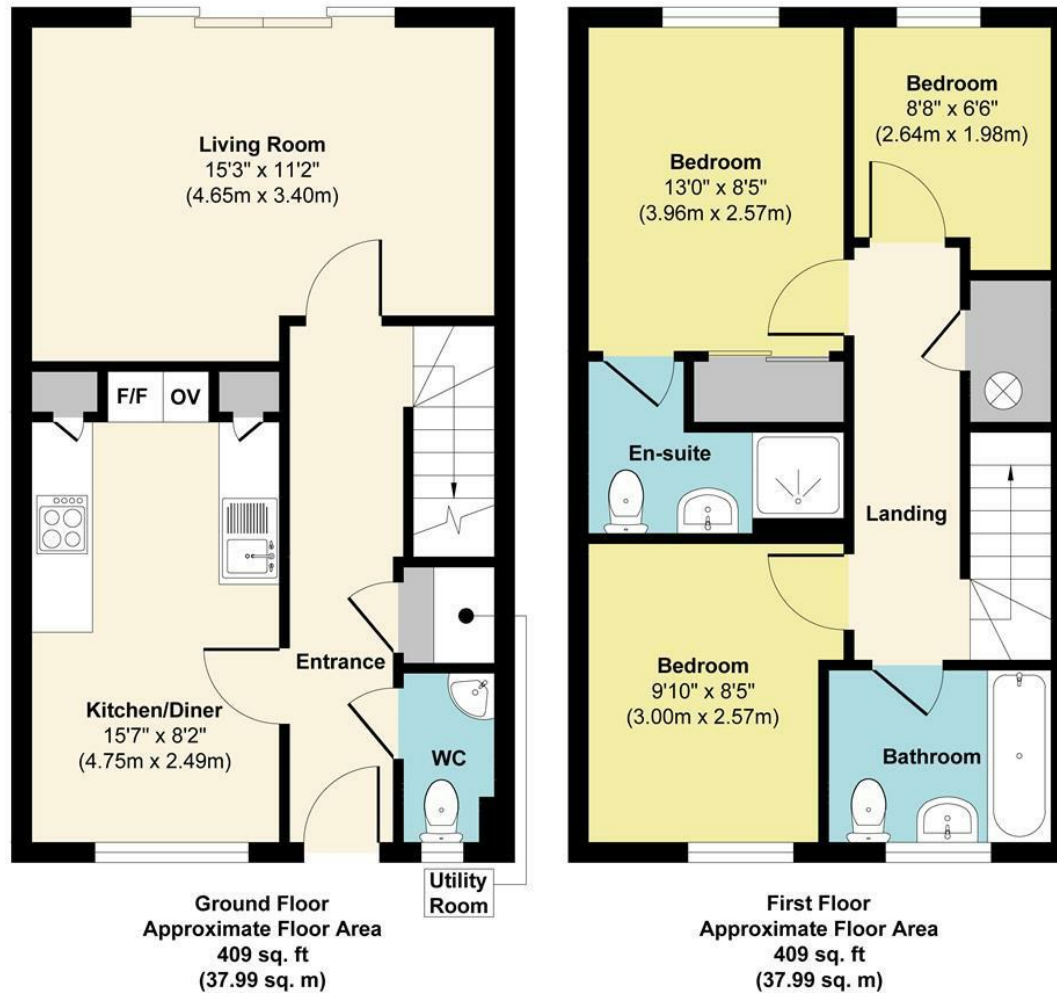 Living Room
15'3" x 11'2"
(4.65m x 3.40m)
F/F
OV
Entrance
Kitchen/Diner
15'7" x 8'2"
(4.75m x 2.49m)
WC
Utility
Room
Ground Floor
Approximate Floor Area
409 sq. ft
(37.99 sq. m)
Bedroom
13'0" x 8'5"
(3.96m x 2.57m)
Bedroom
8'8" x 6'6"
(2.64m x 1.98m)
En-suite
Landing
Bedroom
9'10" x 8'5"
(3.00m x 2.57m)
Bathroom
First Floor
Approximate Floor Area
409 sq. ft
(37.99 sq. m)